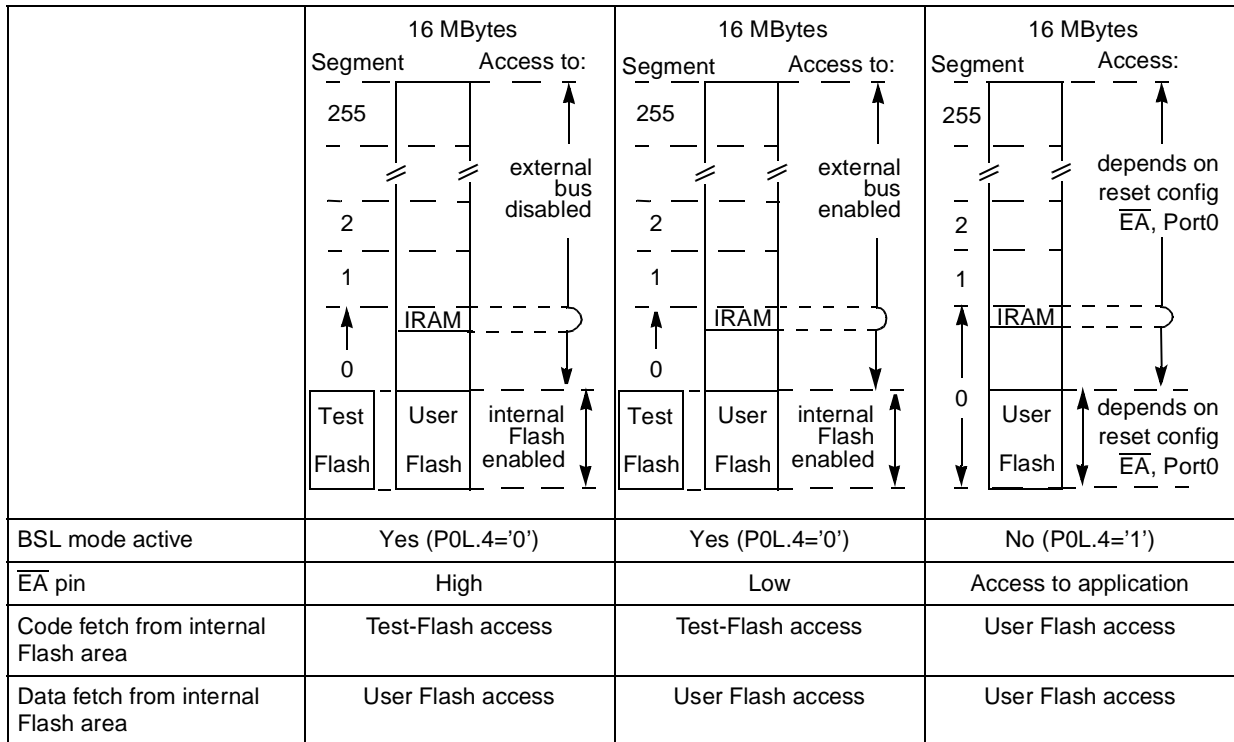 16 MBytes
Segment Access to:
255
external
bus
disabled
2
1
IRAM
0
Test User internal
Flash
Flash Flash enabled
16 MBytes
Segment Access to:
255
external
bus
enabled
2
1
IRAM
0
Test User internal
Flash
Flash Flash enabled
16 MBytes
Segment Access:
255
depends on
reset config
EA, Port0
2
1
IRAM
0
User depends on
reset config
Flash EA, Port0
BSL mode active Yes (P0L.4=’0’) Yes (P0L.4=’0’) No (P0L.4=’1’)
EA pin High Low Access to application
Code fetch from internal Test-Flash access Test-Flash access User Flash access
Flash area
Data fetch from internal User Flash access User Flash access User Flash access
Flash area